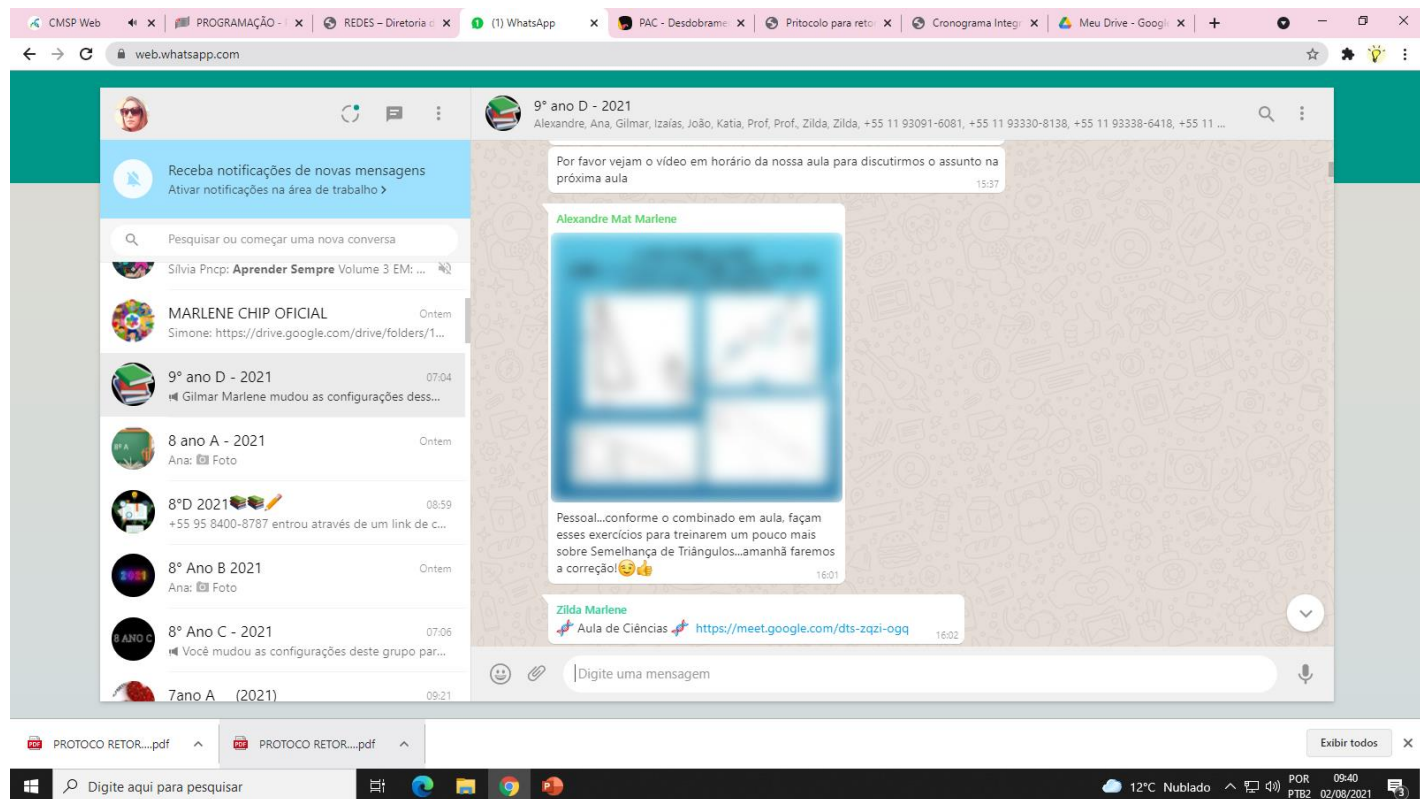 CMSP Web
PROGRAMAÇÃO -
REDES – Diretoria d
(1) WhatsApp
PAC - Desdobrame
Pritocolo para reto
Cronograma Integr
Meu Drive - Googl
web.whatsapp.com
9° ano D - 2021
Alexandre, Ana, Gilmar, Izaías, João, Katia, Prof, Prof., Zilda, Zilda, +55 11 93091-6081, +55 11 93330-8138, +55 11 93338-6418, +55 11 ...
Receba notificações de novas mensagens
Ativar notificações na área de trabalho >
Pesquisar ou começar uma nova conversa
Sílvia Pncp: Aprender Sempre Volume 3 EM: ...
MARLENE CHIP OFICIAL Ontem
Simone: https://drive.google.com/drive/folders/1...
9° ano D - 2021 07:04
Gilmar Marlene mudou as configurações dess...
8 ano A - 2021 Ontem
Ana: Foto
8°D 2021📚📚✏️ 08:59
+55 95 8400-8787 entrou através de um link de c...
2021
8° Ano B 2021 Ontem
Ana: Foto
8 ANO C
8° Ano C - 2021 07:06
Você mudou as configurações deste grupo par...
7ano A (2021) 09:21
Por favor vejam o vídeo em horário da nossa aula para discutirmos o assunto na
próxima aula 15:37
Alexandre Mat Marlene
Pessoal...conforme o combinado em aula, façam
esses exercícios para treinarem um pouco mais
sobre Semelhança de Triângulos...amanhã faremos
a correção!😉👍 16:01
Zilda Marlene
🧬 Aula de Ciências 🧬 https://meet.google.com/dts-zqzi-ogq 16:02
Digite uma mensagem
PROTOCO RETOR....pdf
PROTOCO RETOR....pdf
Exibir todos
Digite aqui para pesquisar
12°C Nublado
POR
PTB2
09:40
02/08/2021
3